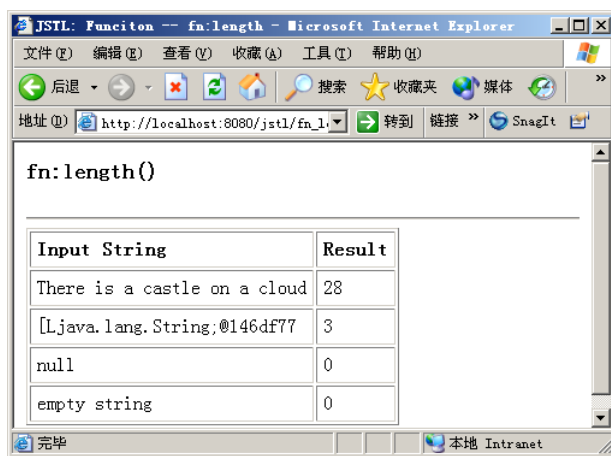 JSTL: Funciton -- fn:length - Microsoft Internet Explorer
文件(F) 编辑(E) 查看(V) 收藏(A) 工具(T) 帮助(H)
后退 搜索 收藏夹 媒体 »
地址(D) http://localhost:8080/jstl/fn_l 转到 链接 » SnagIt
fn:length()
Input String Result
There is a castle on a cloud 28
[Ljava.lang.String;@146df77 3
null 0
empty string 0
完毕 本地 Intranet